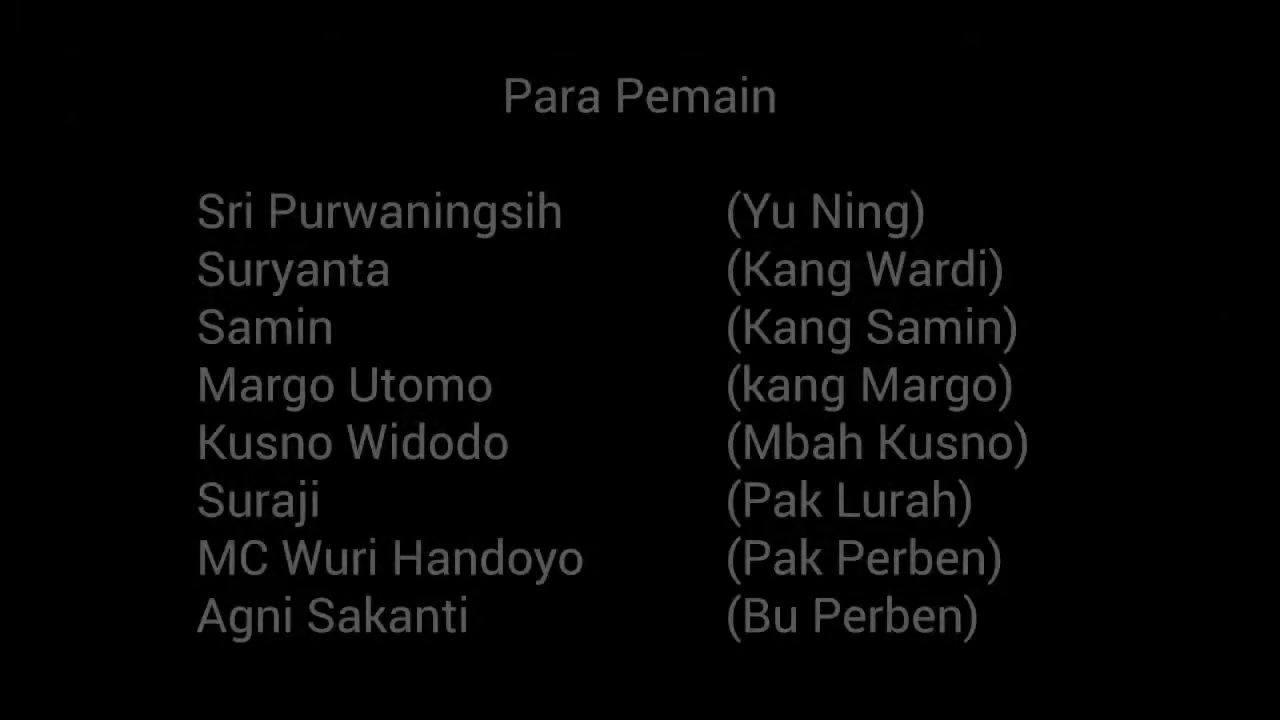 Para Pemain
Sri Purwaningsih (Yu Ning)
Suryanta (Kang Wardi)
Samin (Kang Samin)
Margo Utomo (kang Margo)
Kusno Widodo (Mbah Kusno)
Suraji (Pak Lurah)
MC Wuri Handoyo (Pak Perben)
Agni Sakanti (Bu Perben)